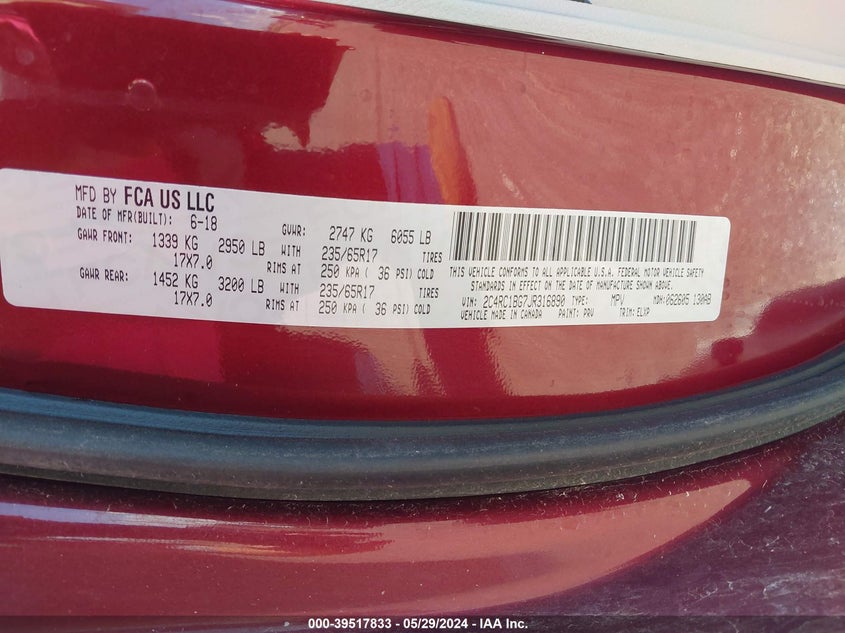 MFD BY FCA US LLC
DATE OF MFR(BUILT): 6-18 GVWR: 2747 KG 6055 LB
GAWR FRONT: 1339 KG 2950 LB WITH 235/65R17 TIRES
17X7.0 RIMS AT 250 KPA ( 36 PSI) COLD
GAWR REAR: 1452 KG 3200 LB WITH 235/65R17 TIRES
17X7.0 RIMS AT 250 KPA ( 36 PSI) COLD
THIS VEHICLE CONFORMS TO ALL APPLICABLE U.S.A. FEDERAL MOTOR VEHICLE SAFETY
STANDARDS IN EFFECT ON THE DATE OF MANUFACTURE SHOWN ABOVE.
VIN: 2C4RC1BG7JR316890 TYPE: MPV MDH: 062605 130AB
VEHICLE MADE IN CANADA PAINT: PRV TRIM: ELXP
000-39517833 - 05/29/2024 - IAA Inc.